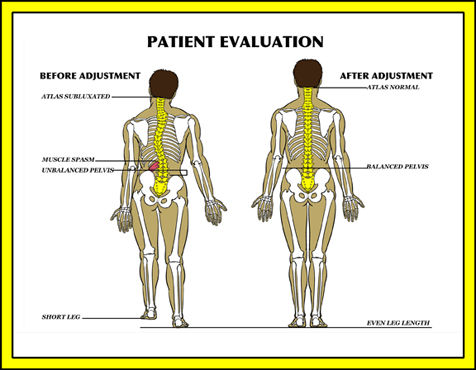 PATIENT EVALUATION
BEFORE ADJUSTMENT
ATLAS SUBLUXATED
MUSCLE SPASM
UNBALANCED PELVIS
SHORT LEG
AFTER ADJUSTMENT
ATLAS NORMAL
BALANCED PELVIS
EVEN LEG LENGTH